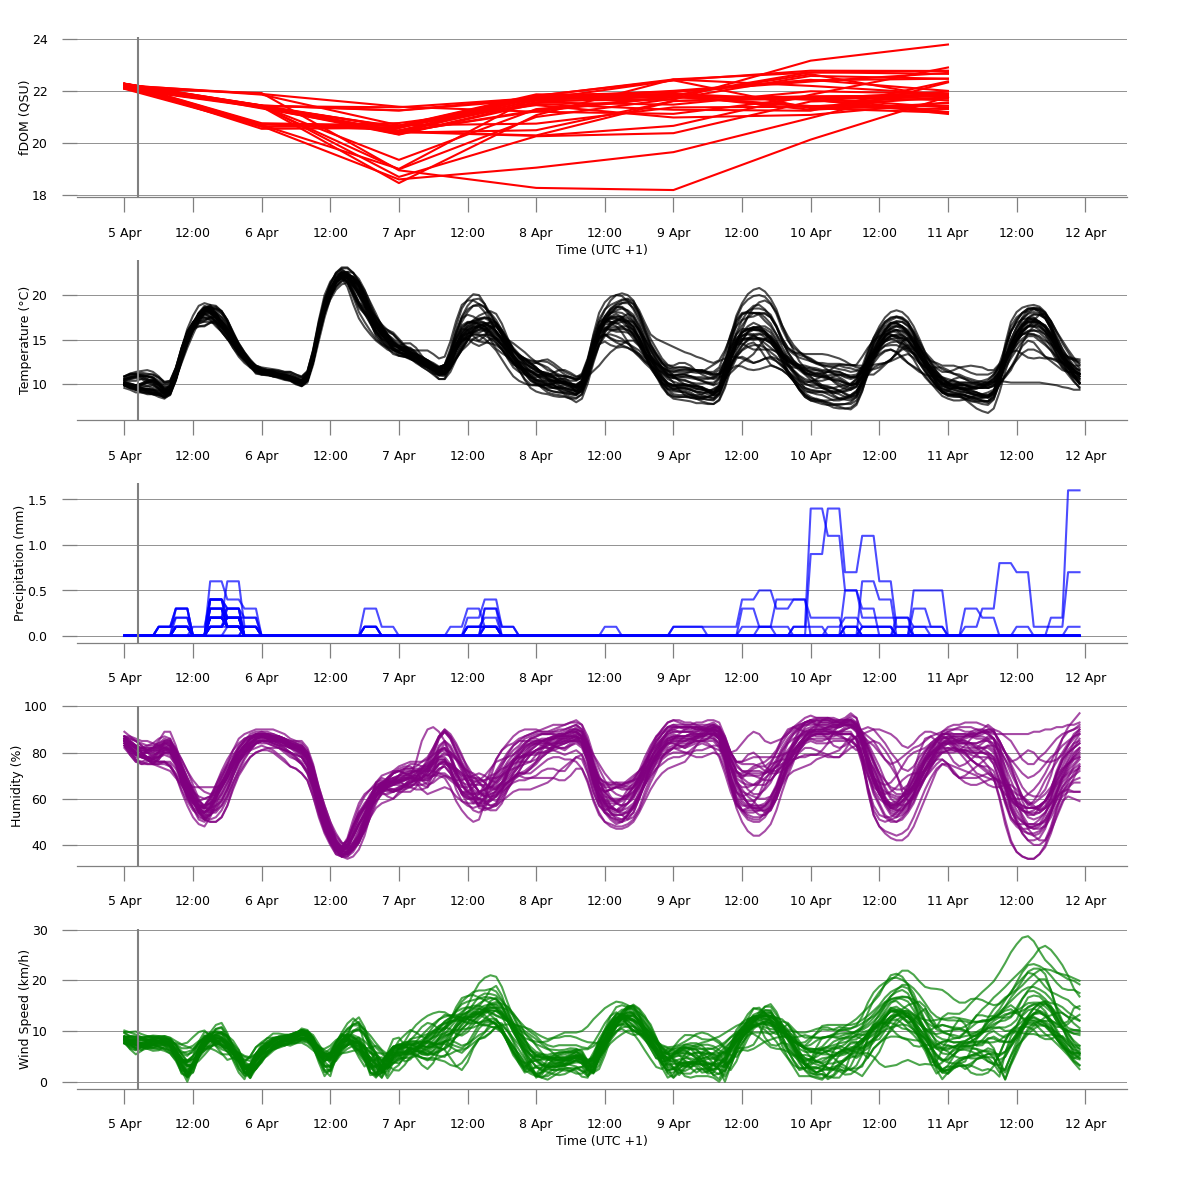 24
22
20
18
fDOM (QSU)
5 Apr 12:00 6 Apr 12:00 7 Apr 12:00 8 Apr 12:00 9 Apr 12:00 10 Apr 12:00 11 Apr 12:00 12 Apr
Time (UTC +1)
20
15
10
Temperature (°C)
5 Apr 12:00 6 Apr 12:00 7 Apr 12:00 8 Apr 12:00 9 Apr 12:00 10 Apr 12:00 11 Apr 12:00 12 Apr
1.5
1.0
0.5
0.0
Precipitation (mm)
5 Apr 12:00 6 Apr 12:00 7 Apr 12:00 8 Apr 12:00 9 Apr 12:00 10 Apr 12:00 11 Apr 12:00 12 Apr
100
80
60
40
Humidity (%)
5 Apr 12:00 6 Apr 12:00 7 Apr 12:00 8 Apr 12:00 9 Apr 12:00 10 Apr 12:00 11 Apr 12:00 12 Apr
30
20
10
0
Wind Speed (km/h)
5 Apr 12:00 6 Apr 12:00 7 Apr 12:00 8 Apr 12:00 9 Apr 12:00 10 Apr 12:00 11 Apr 12:00 12 Apr
Time (UTC +1)